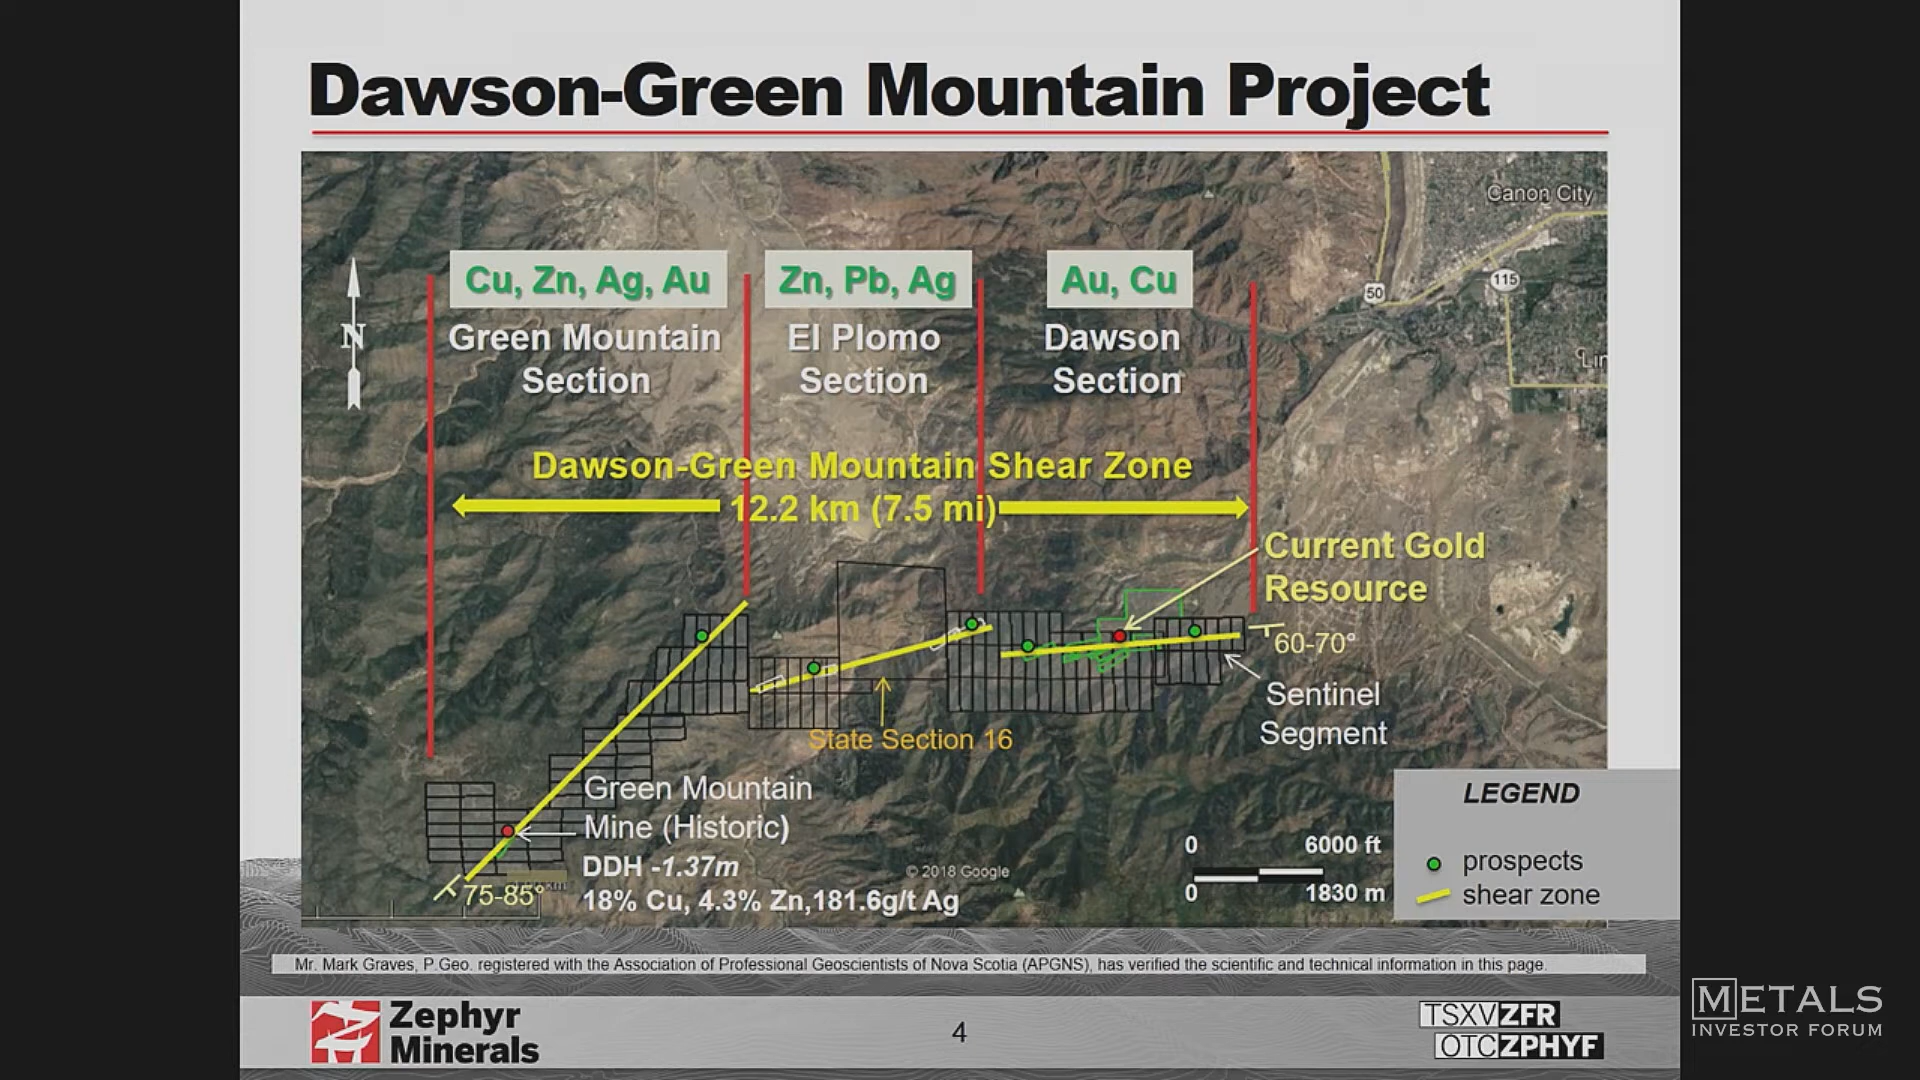 Dawson-Green Mountain Project
Canon City
50
115
Lin
N
Cu, Zn, Ag, Au
Green Mountain
Section
Zn, Pb, Ag
El Plomo
Section
Au, Cu
Dawson
Section
Dawson-Green Mountain Shear Zone
12.2 km (7.5 mi)
Current Gold
Resource
60-70°
Sentinel
Segment
State Section 16
Green Mountain
Mine (Historic)
DDH -1.37m
18% Cu, 4.3% Zn,181.6g/t Ag
75-85°
© 2018 Google
0 6000 ft
0 1830 m
LEGEND
prospects
shear zone
Mr. Mark Graves, P.Geo. registered with the Association of Professional Geoscientists of Nova Scotia (APGNS), has verified the scientific and technical information in this page.
Zephyr
Minerals
4
TSXV ZFR
OTC ZPHYF
METALS
INVESTOR FORUM